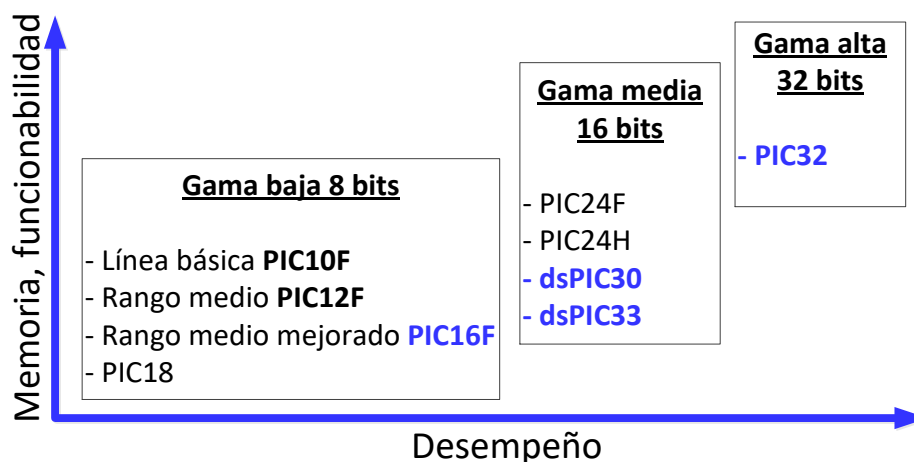 Memoria, funcionabilidad
Gama baja 8 bits
- Línea básica PIC10F
- Rango medio PIC12F
- Rango medio mejorado PIC16F
- PIC18
Gama media
16 bits
- PIC24F
- PIC24H
- dsPIC30
- dsPIC33
Gama alta
32 bits
- PIC32
Desempeño